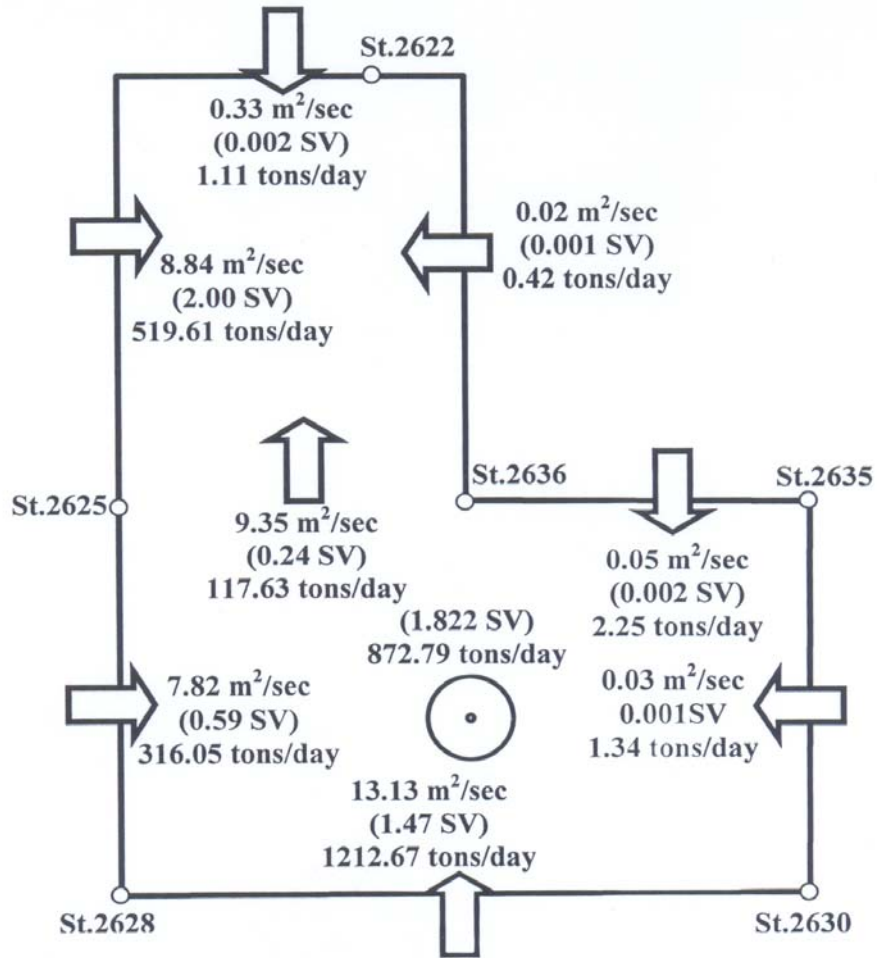 St.2622
0.33 m²/sec
(0.002 SV)
1.11 tons/day
0.02 m²/sec
(0.001 SV)
0.42 tons/day
8.84 m²/sec
(2.00 SV)
519.61 tons/day
St.2625
St.2636
St.2635
9.35 m²/sec
(0.24 SV)
117.63 tons/day
0.05 m²/sec
(0.002 SV)
2.25 tons/day
(1.822 SV)
872.79 tons/day
7.82 m²/sec
(0.59 SV)
316.05 tons/day
0.03 m²/sec
0.001SV
1.34 tons/day
13.13 m²/sec
(1.47 SV)
1212.67 tons/day
St.2628
St.2630